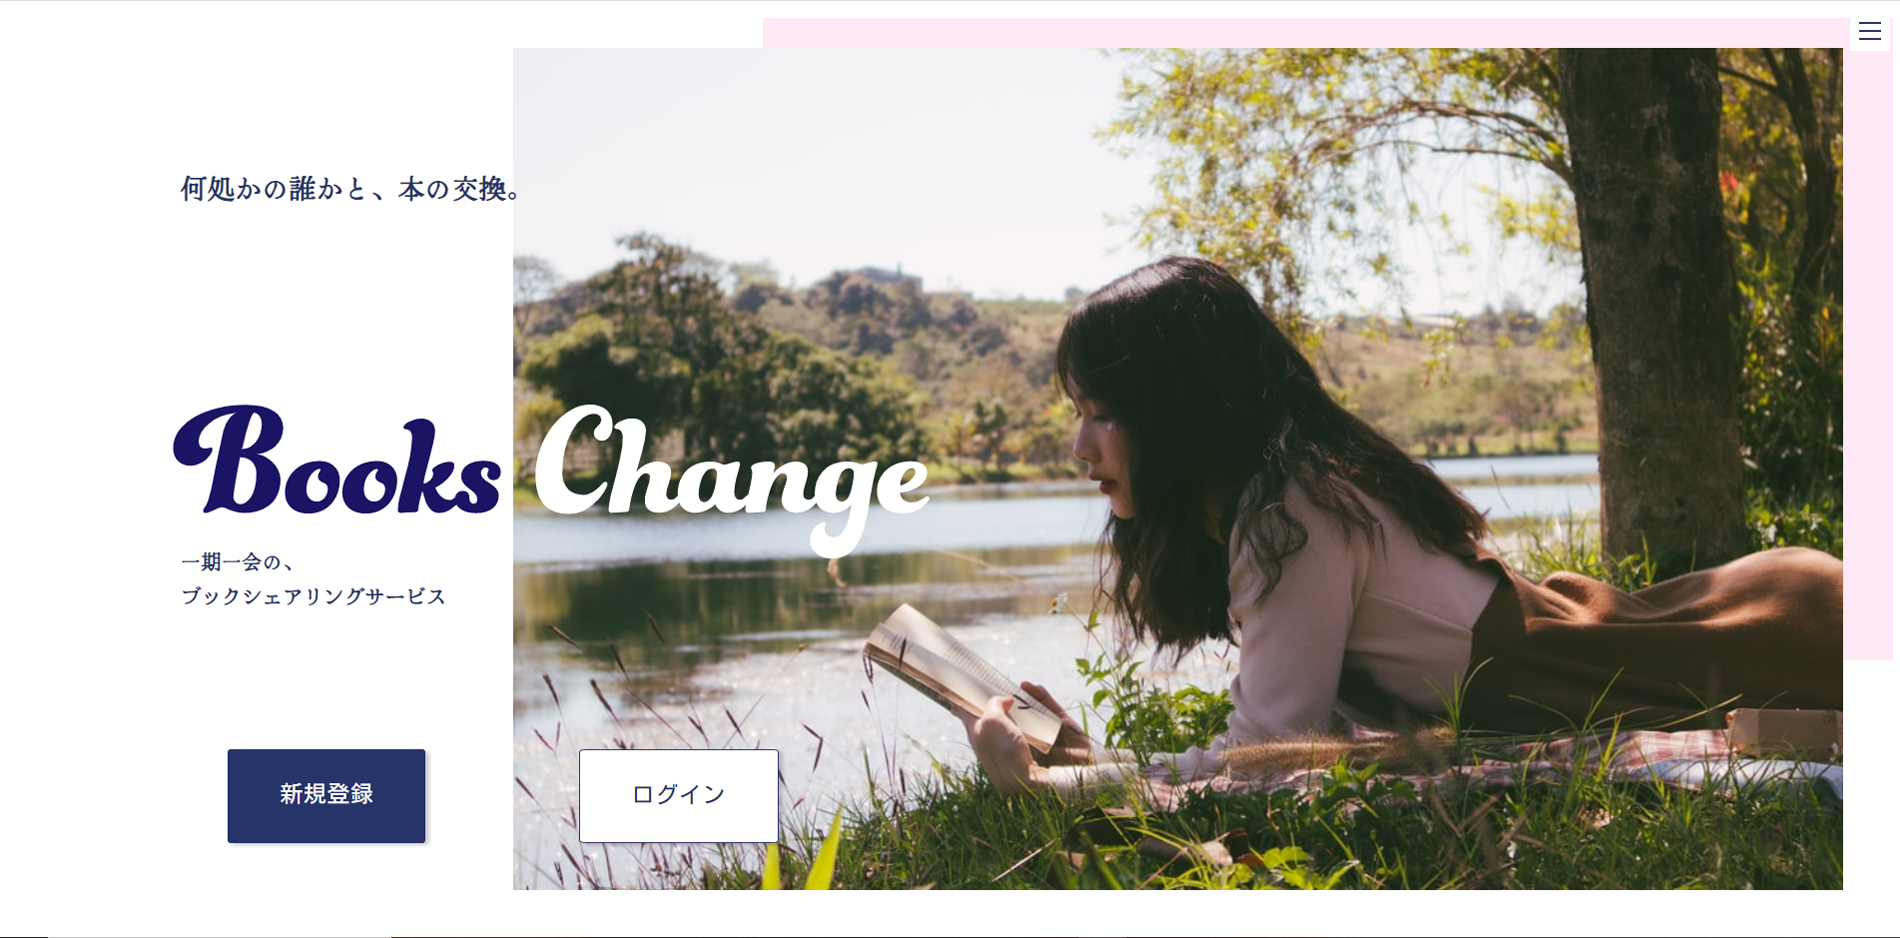 何処かの誰かと、本の交換。
Books Change
一期一会の、
ブックシェアリングサービス
新規登録
ログイン